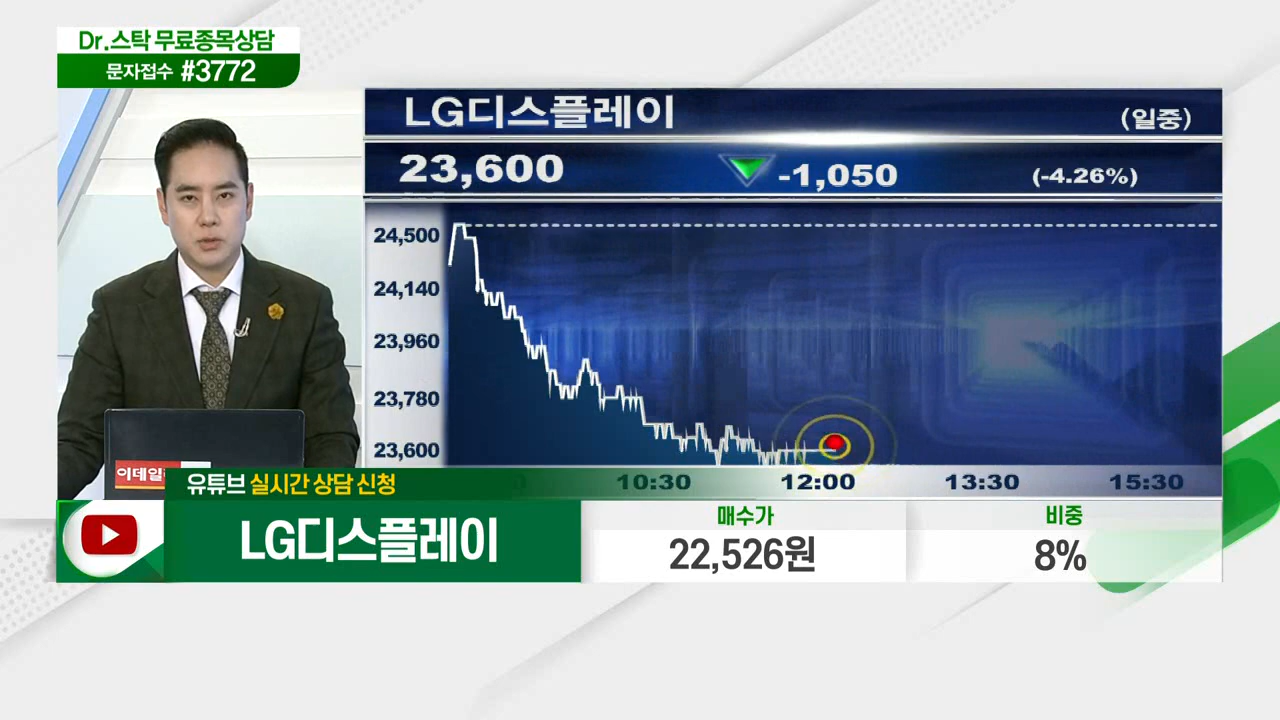 Dr.스탁 무료종목상담
문자접수 #3772
LG디스플레이
(일중)
23,600
-1,050
(-4.26%)
24,500
24,140
23,960
23,780
23,600
10:30
12:00
13:30
15:30
이데일
유튜브 실시간 상담 신청
LG디스플레이
매수가
22,526원
비중
8%